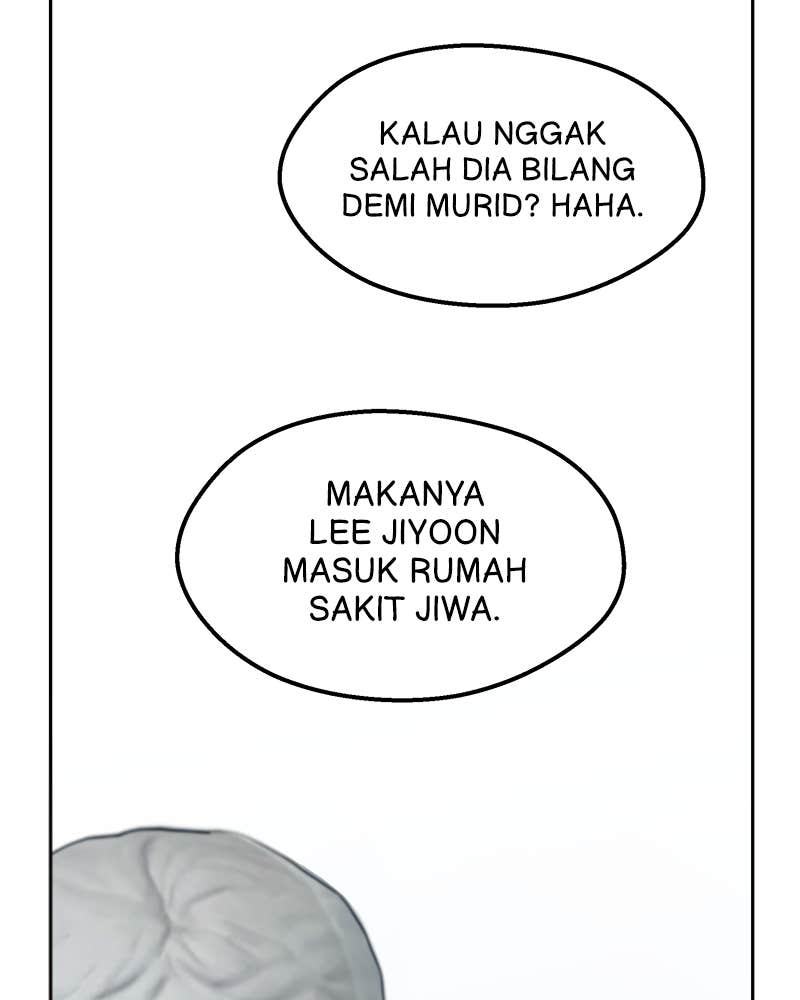 KALAU NGGAK
SALAH DIA BILANG
DEMI MURID? HAHA.
MAKANYA
LEE JIYOON
MASUK RUMAH
SAKIT JIWA.